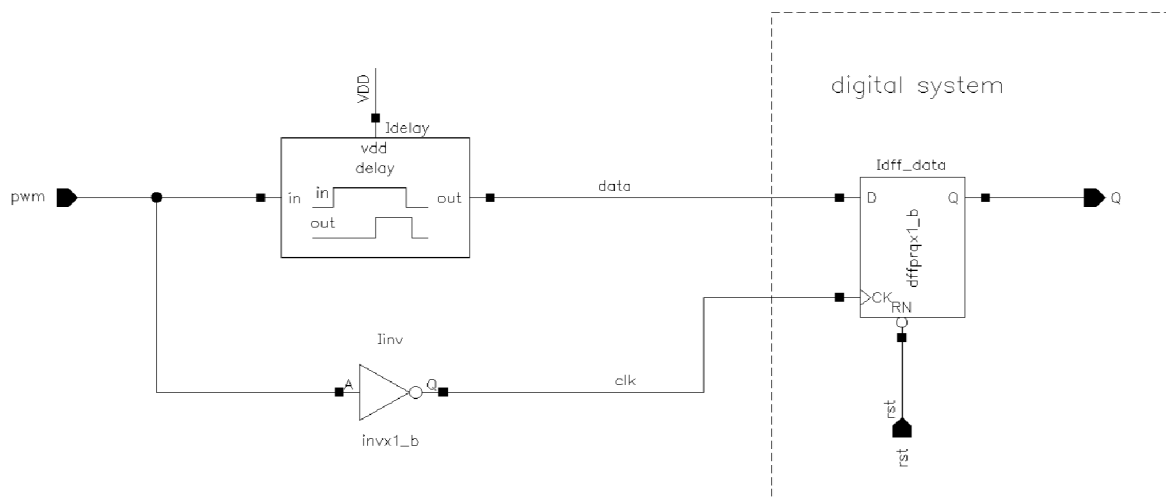 digital system
VDD
Idelay
vdd
delay
in
in
out
out
pwm
data
Idff_data
D
Q
dffprqx1_b
CK
RN
Q
Iinv
A
Q
invx1_b
clk
rst
rst